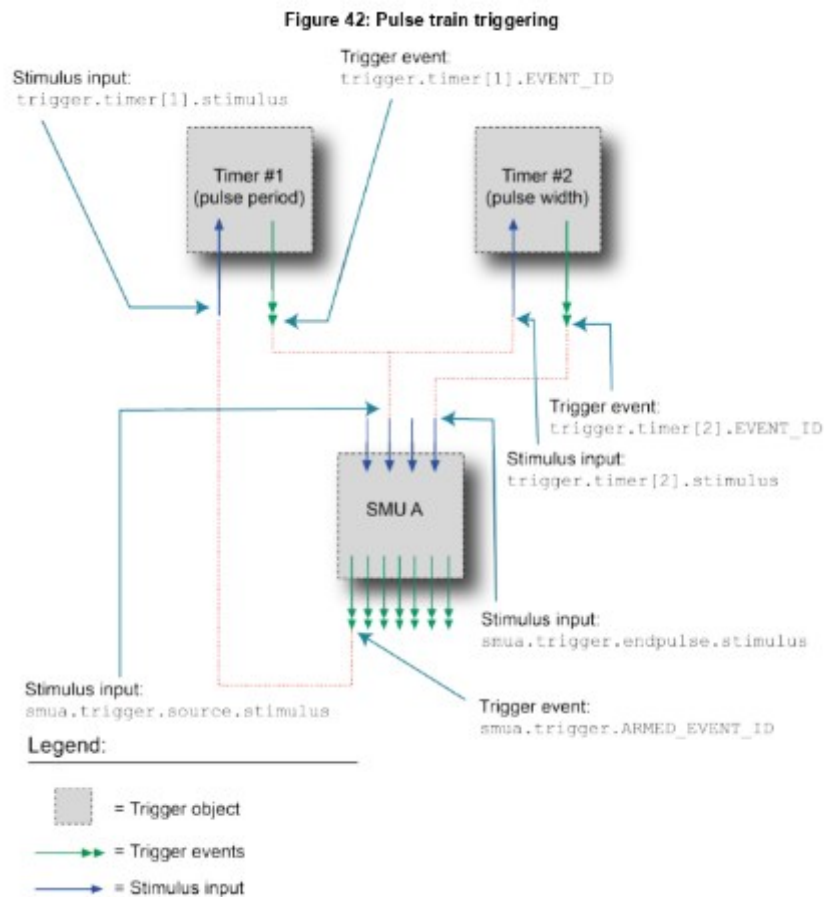 Figure 42: Pulse train triggering
Trigger event:
trigger.timer[1].EVENT_ID
Stimulus input:
trigger.timer[1].stimulus
Timer #1
(pulse period)
Timer #2
(pulse width)
Trigger event:
trigger.timer[2].EVENT_ID
Stimulus input:
trigger.timer[2].stimulus
SMU A
Stimulus input:
smua.trigger.endpulse.stimulus
Stimulus input:
smua.trigger.source.stimulus
Trigger event:
smua.trigger.ARMED_EVENT_ID
Legend:
= Trigger object
= Trigger events
= Stimulus input